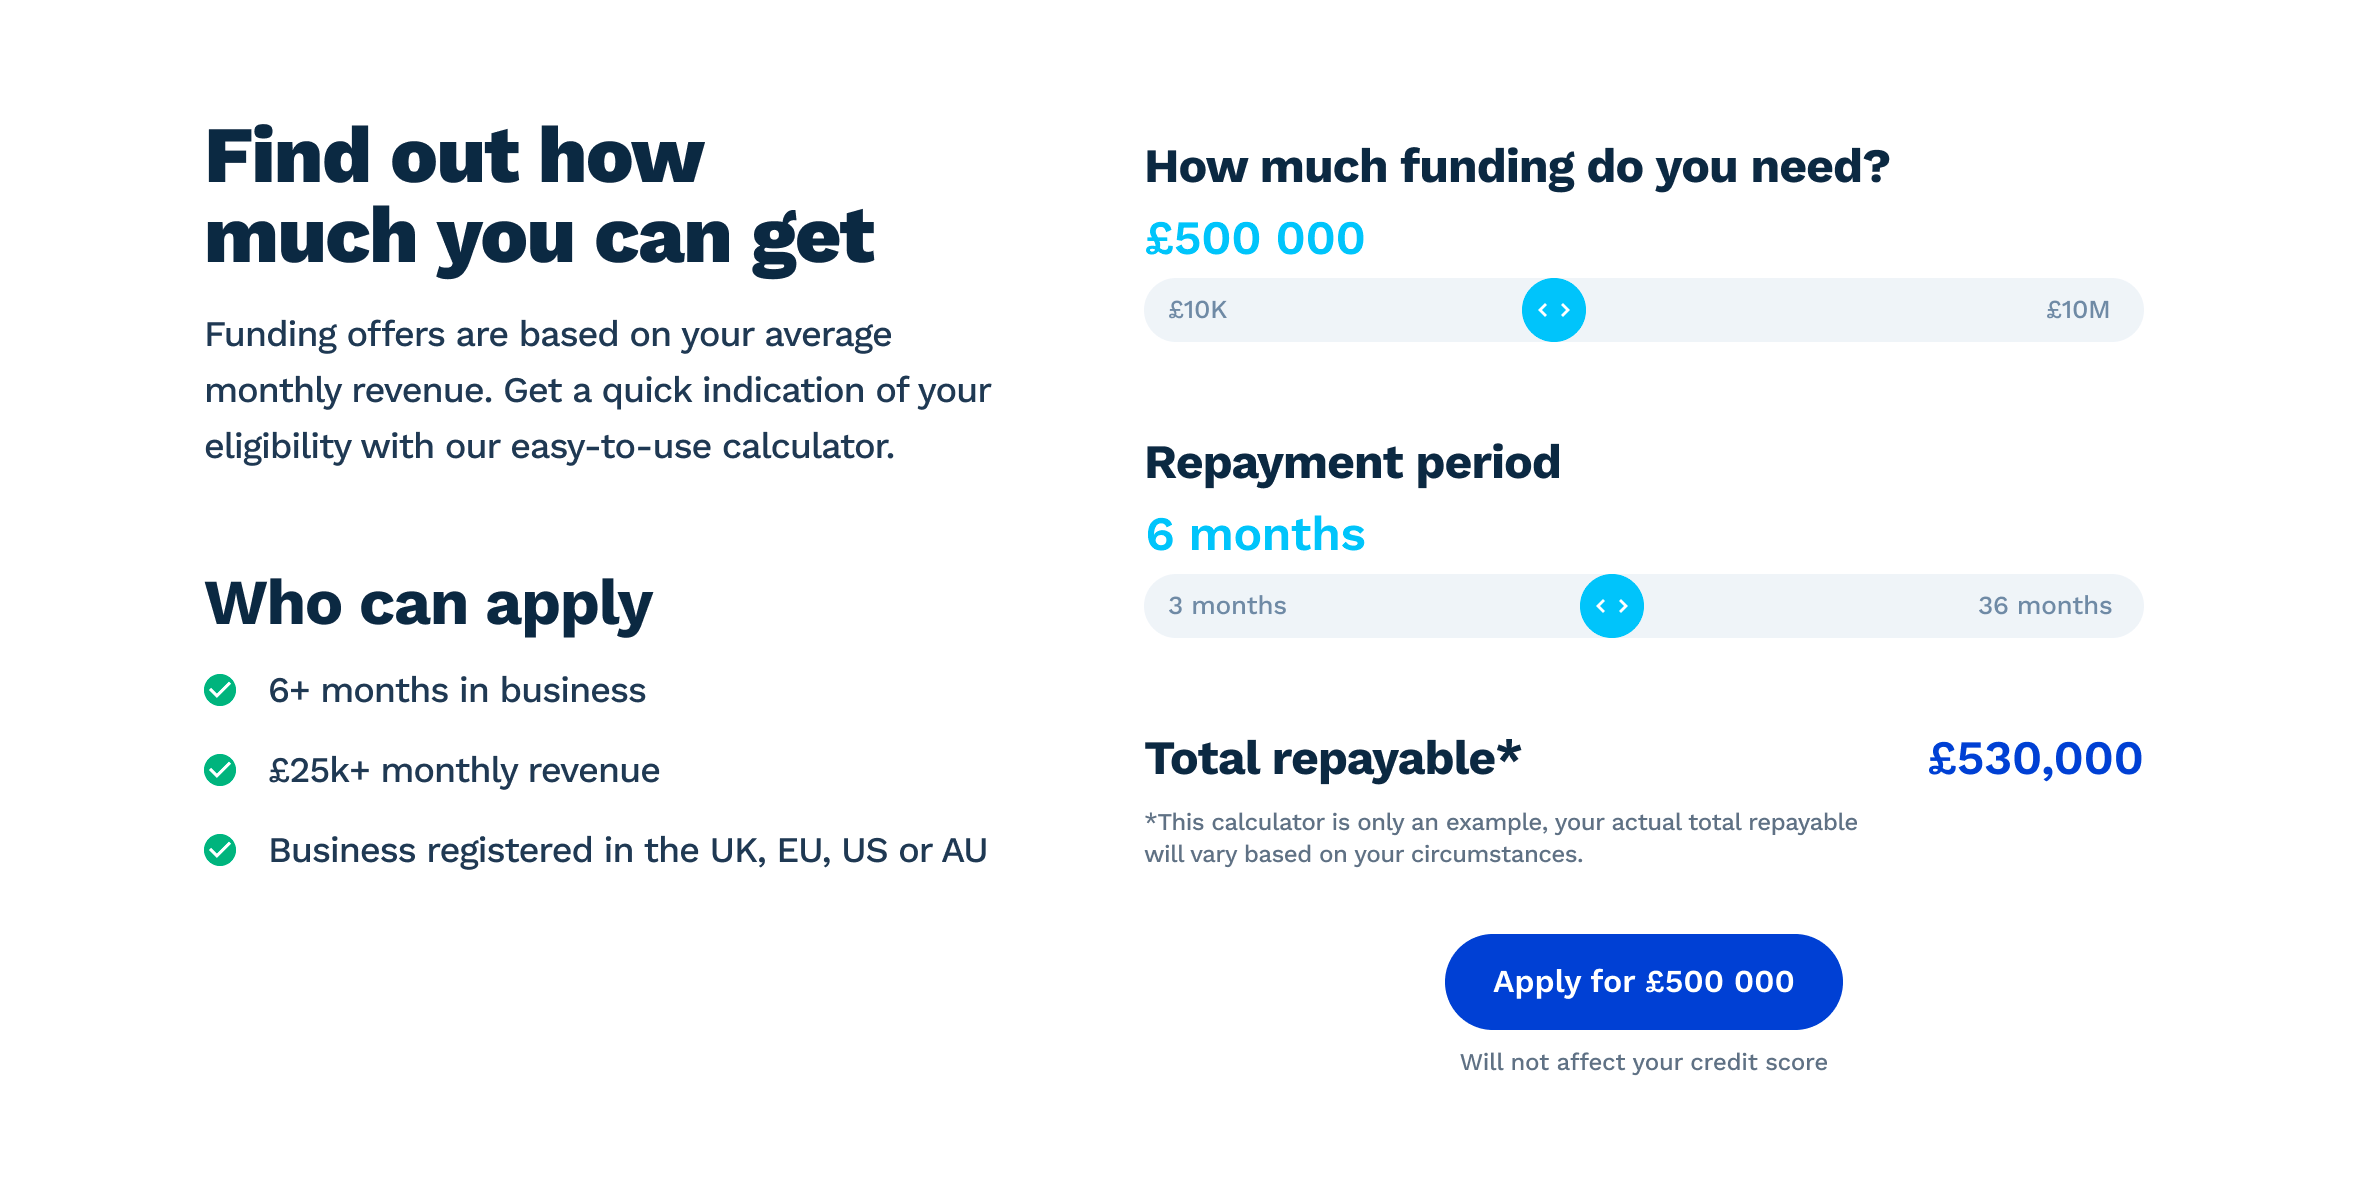 Find out how
much you can get
Funding offers are based on your average
monthly revenue. Get a quick indication of your
eligibility with our easy-to-use calculator.
Who can apply
6+ months in business
£25k+ monthly revenue
Business registered in the UK, EU, US or AU
How much funding do you need?
£500 000
£10K £10M
Repayment period
6 months
3 months 36 months
Total repayable* £530,000
*This calculator is only an example, your actual total repayable
will vary based on your circumstances.
Apply for £500 000
Will not affect your credit score